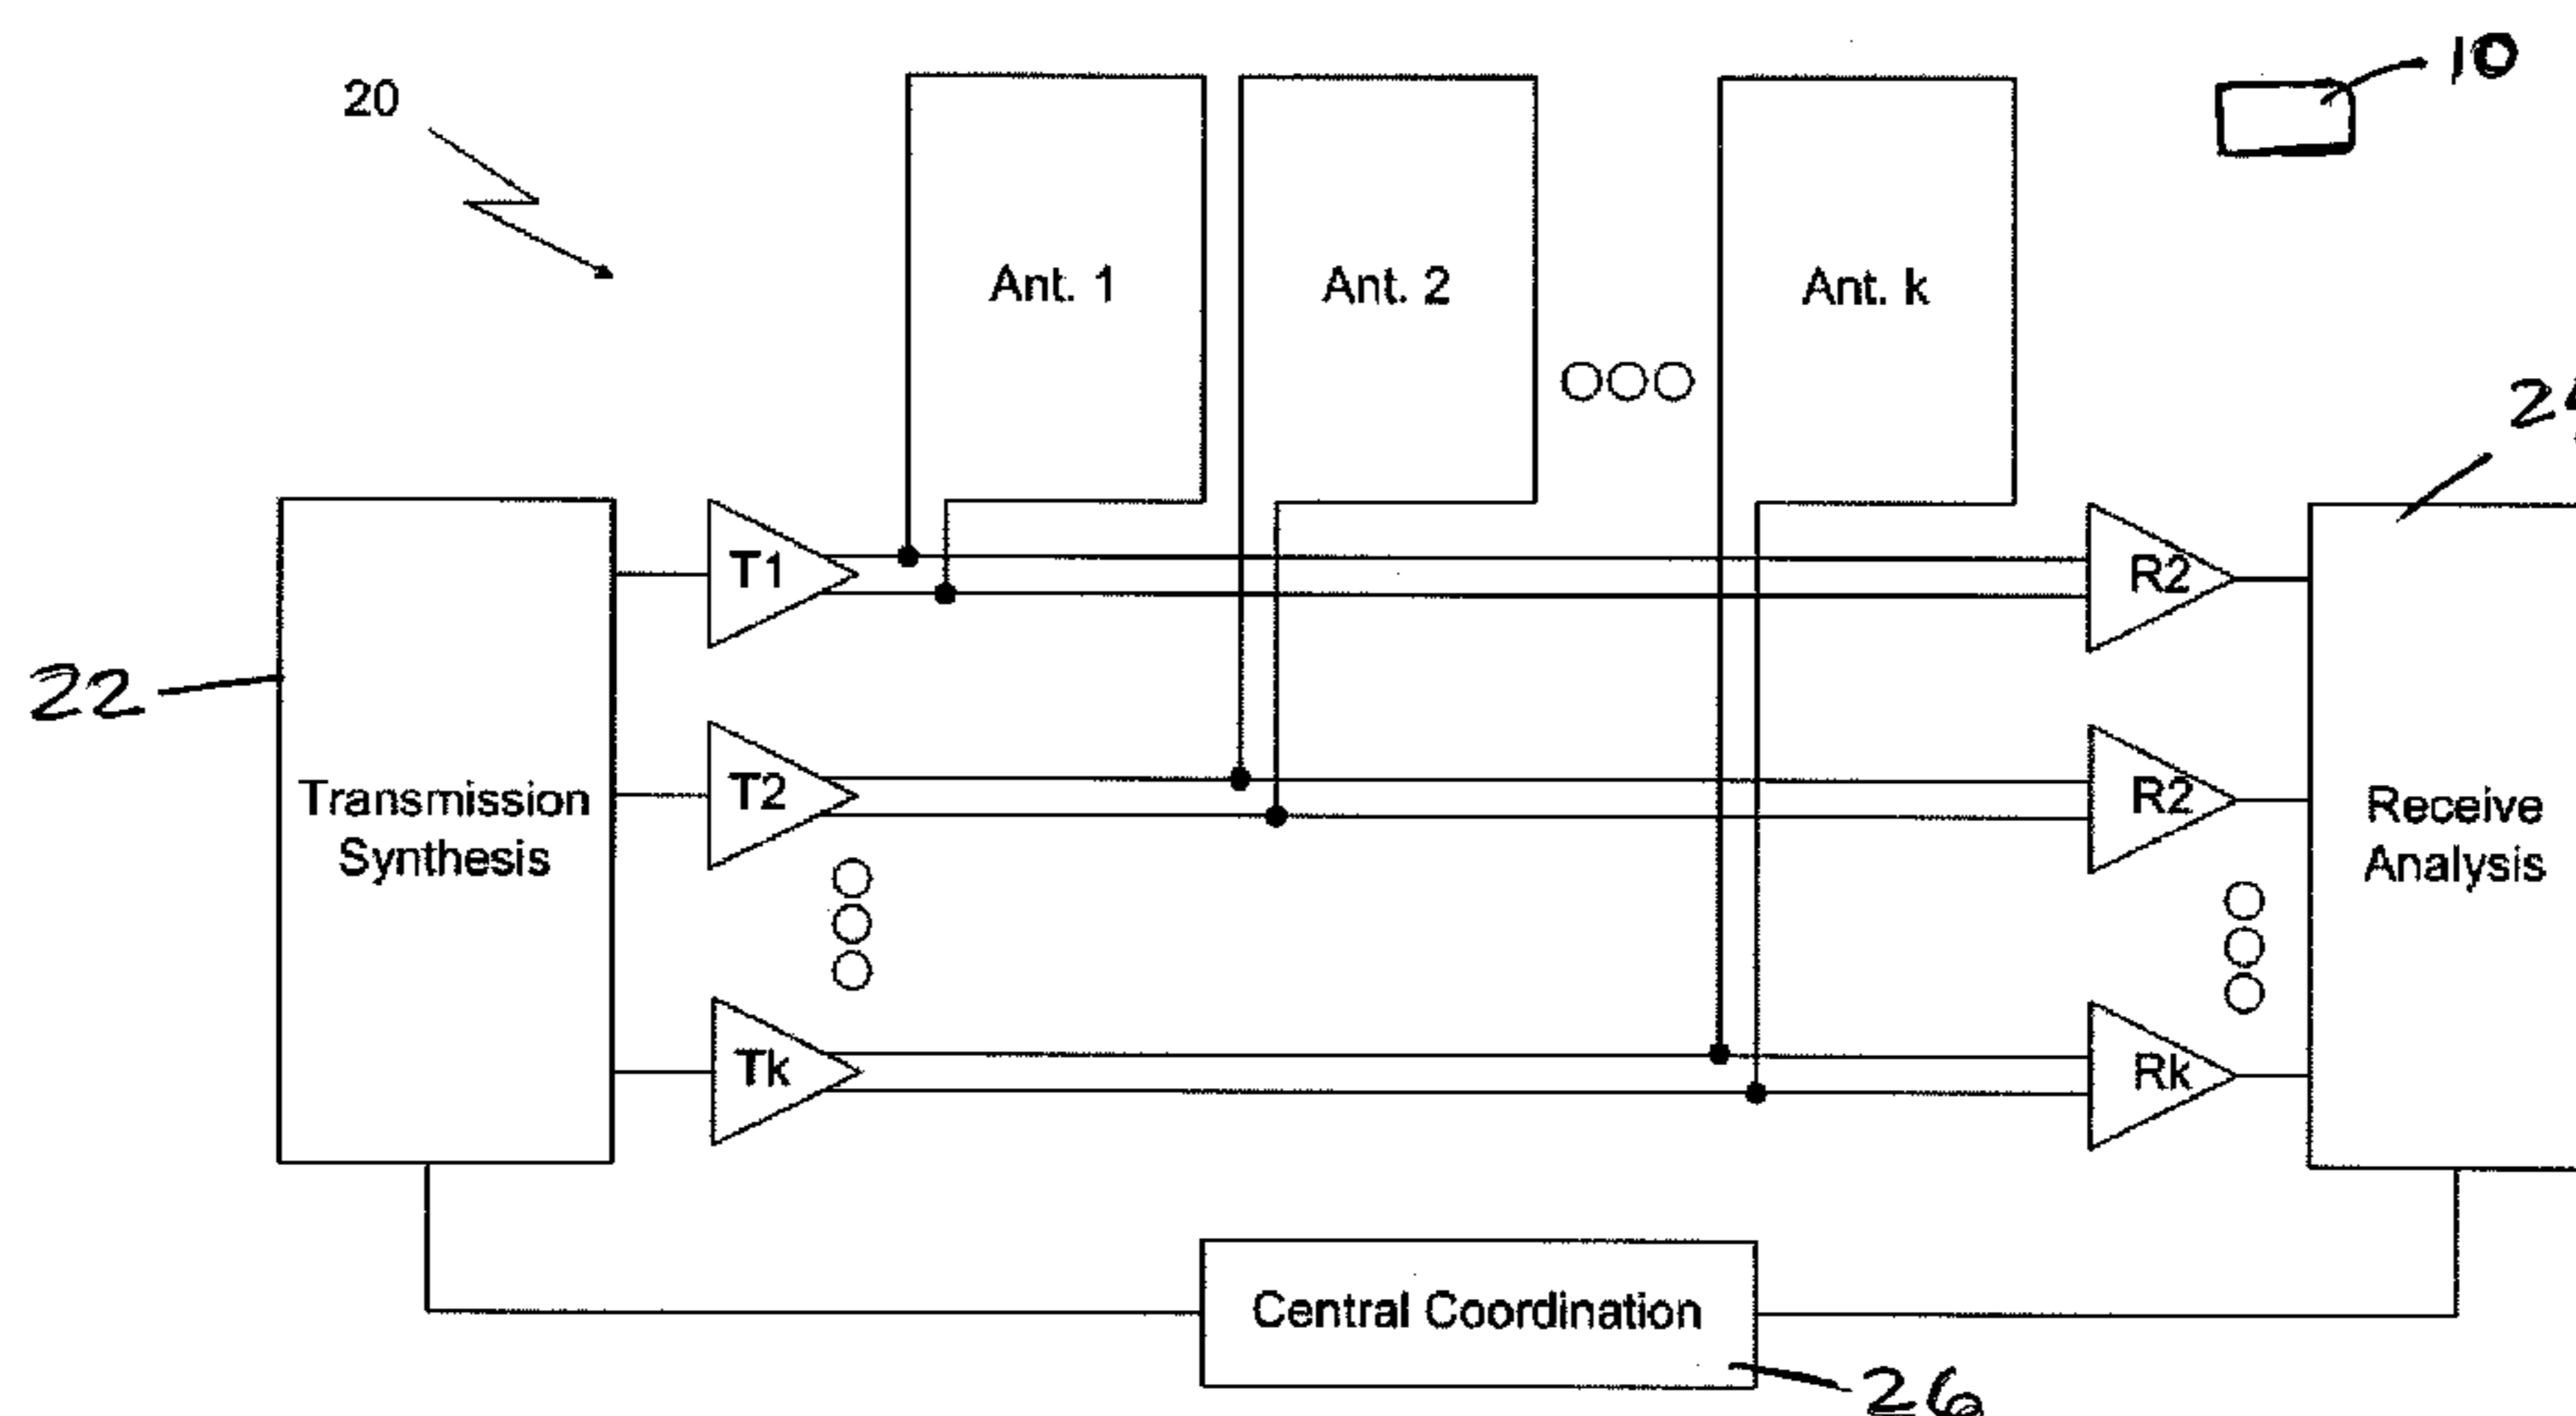 20
10
Ant. 1
Ant. 2
Ant. k
T1
R2
22
T2
R2
Transmission
Synthesis
Receive
Analysis
Tk
Rk
Central Coordination
26